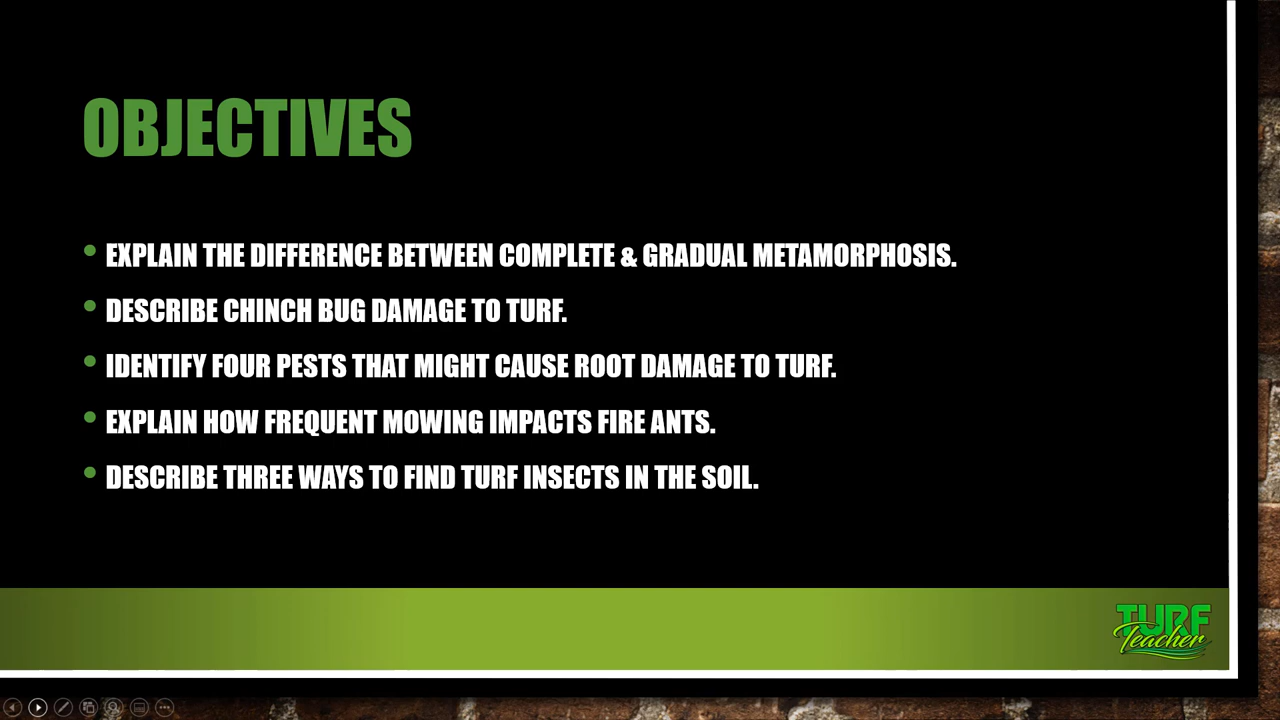 OBJECTIVES
• EXPLAIN THE DIFFERENCE BETWEEN COMPLETE & GRADUAL METAMORPHOSIS.
• DESCRIBE CHINCH BUG DAMAGE TO TURF.
• IDENTIFY FOUR PESTS THAT MIGHT CAUSE ROOT DAMAGE TO TURF.
• EXPLAIN HOW FREQUENT MOWING IMPACTS FIRE ANTS.
• DESCRIBE THREE WAYS TO FIND TURF INSECTS IN THE SOIL.
TURF
Teacher